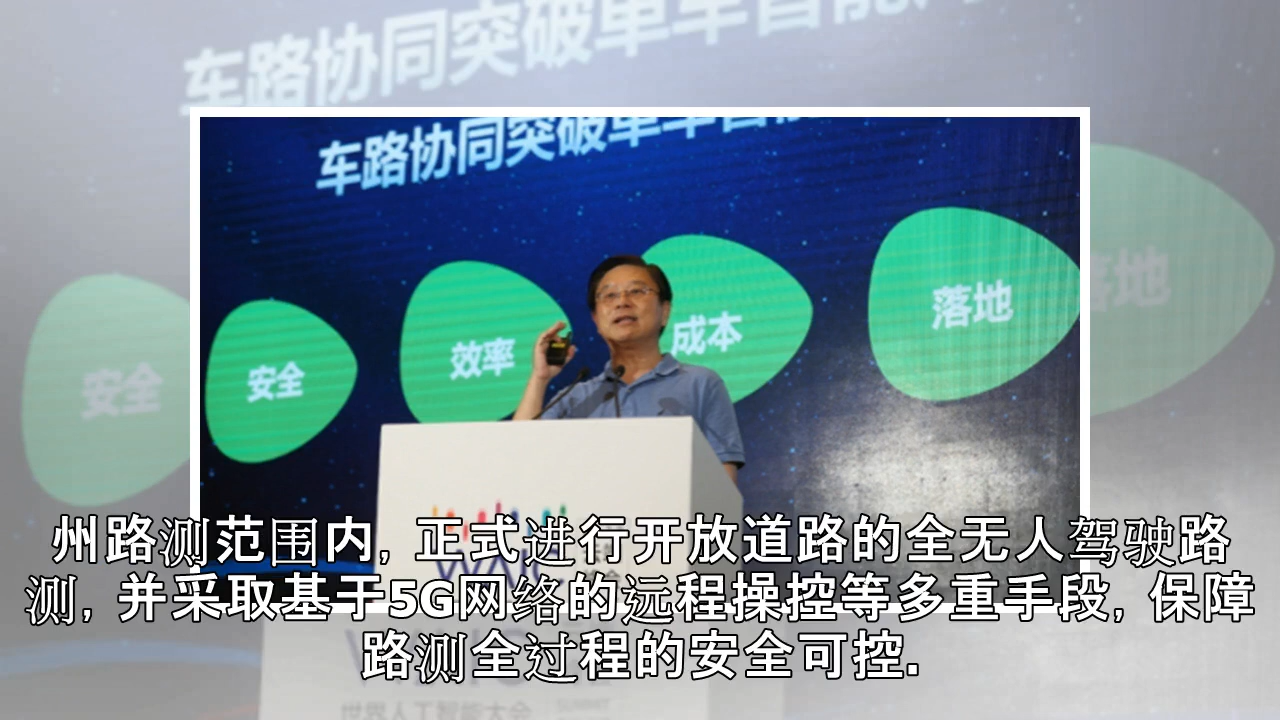 车路协同突破单车智能
车路协同突破单车智能
安全
安全
效率
成本
落地
落地
WAIC
州路测范围内, 正式进行开放道路的全无人驾驶路
测, 并采取基于5G网络的远程操控等多重手段, 保障
路测全过程的安全可控.
世界人工智能大会
SUMMIT